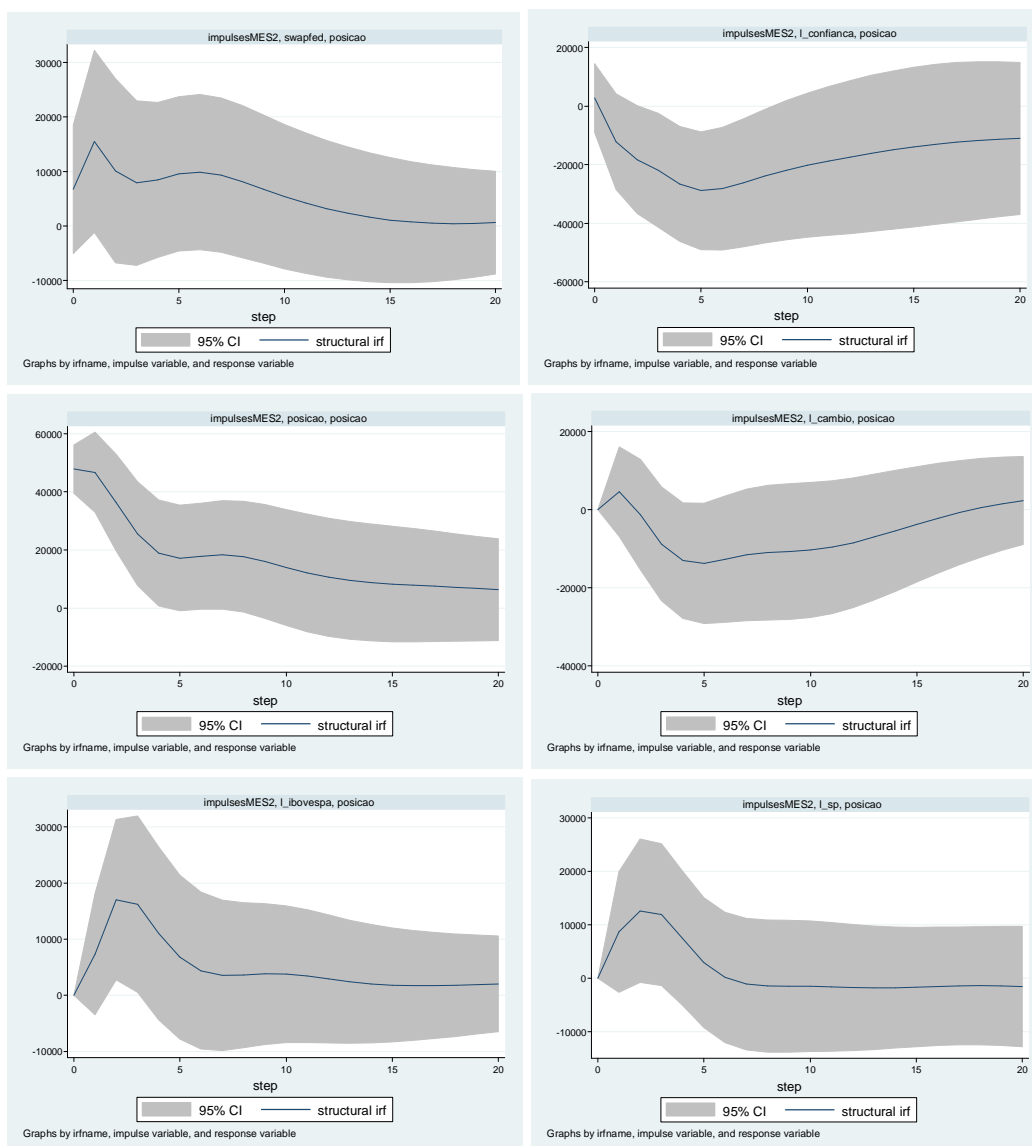 impulsesMES2, swapfed, posicao
30000
20000
10000
0
-10000
0 5 10 15 20
step
95% CI structural irf
Graphs by irfname, impulse variable, and response variable
impulsesMES2, l_confianca, posicao
20000
0
-20000
-40000
-60000
0 5 10 15 20
step
95% CI structural irf
Graphs by irfname, impulse variable, and response variable
impulsesMES2, posicao, posicao
60000
40000
20000
0
-20000
0 5 10 15 20
step
95% CI structural irf
Graphs by irfname, impulse variable, and response variable
impulsesMES2, l_cambio, posicao
20000
0
-20000
-40000
0 5 10 15 20
step
95% CI structural irf
Graphs by irfname, impulse variable, and response variable
impulsesMES2, l_ibovespa, posicao
30000
20000
10000
0
-10000
0 5 10 15 20
step
95% CI structural irf
Graphs by irfname, impulse variable, and response variable
impulsesMES2, l_sp, posicao
30000
20000
10000
0
-10000
0 5 10 15 20
step
95% CI structural irf
Graphs by irfname, impulse variable, and response variable